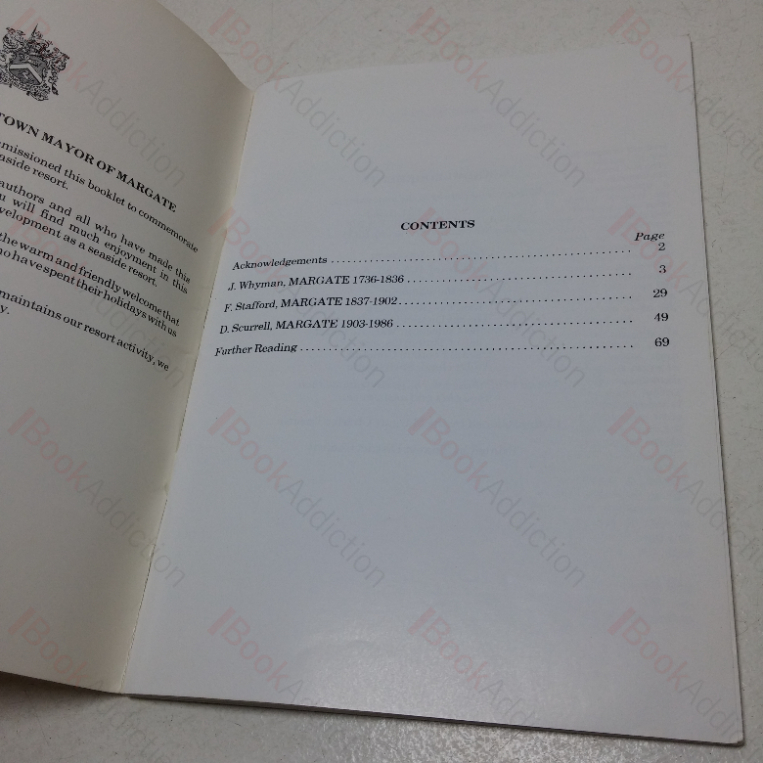 TOWN MAYOR OF MARGATE
missioned this booklet to commemorate
aside resort.
authors and all who have made this
u will find much enjoyment in this
velopment as a seaside resort.
the warm and friendly welcome that
ho have spent their holidays with us
maintains our resort activity, we
y.
CONTENTS
Page
Acknowledgements 2
J. Whyman, MARGATE 1736-1836 3
F. Stafford, MARGATE 1837-1902 29
D. Scurrell, MARGATE 1903-1986 49
Further Reading 69
BookAddiction